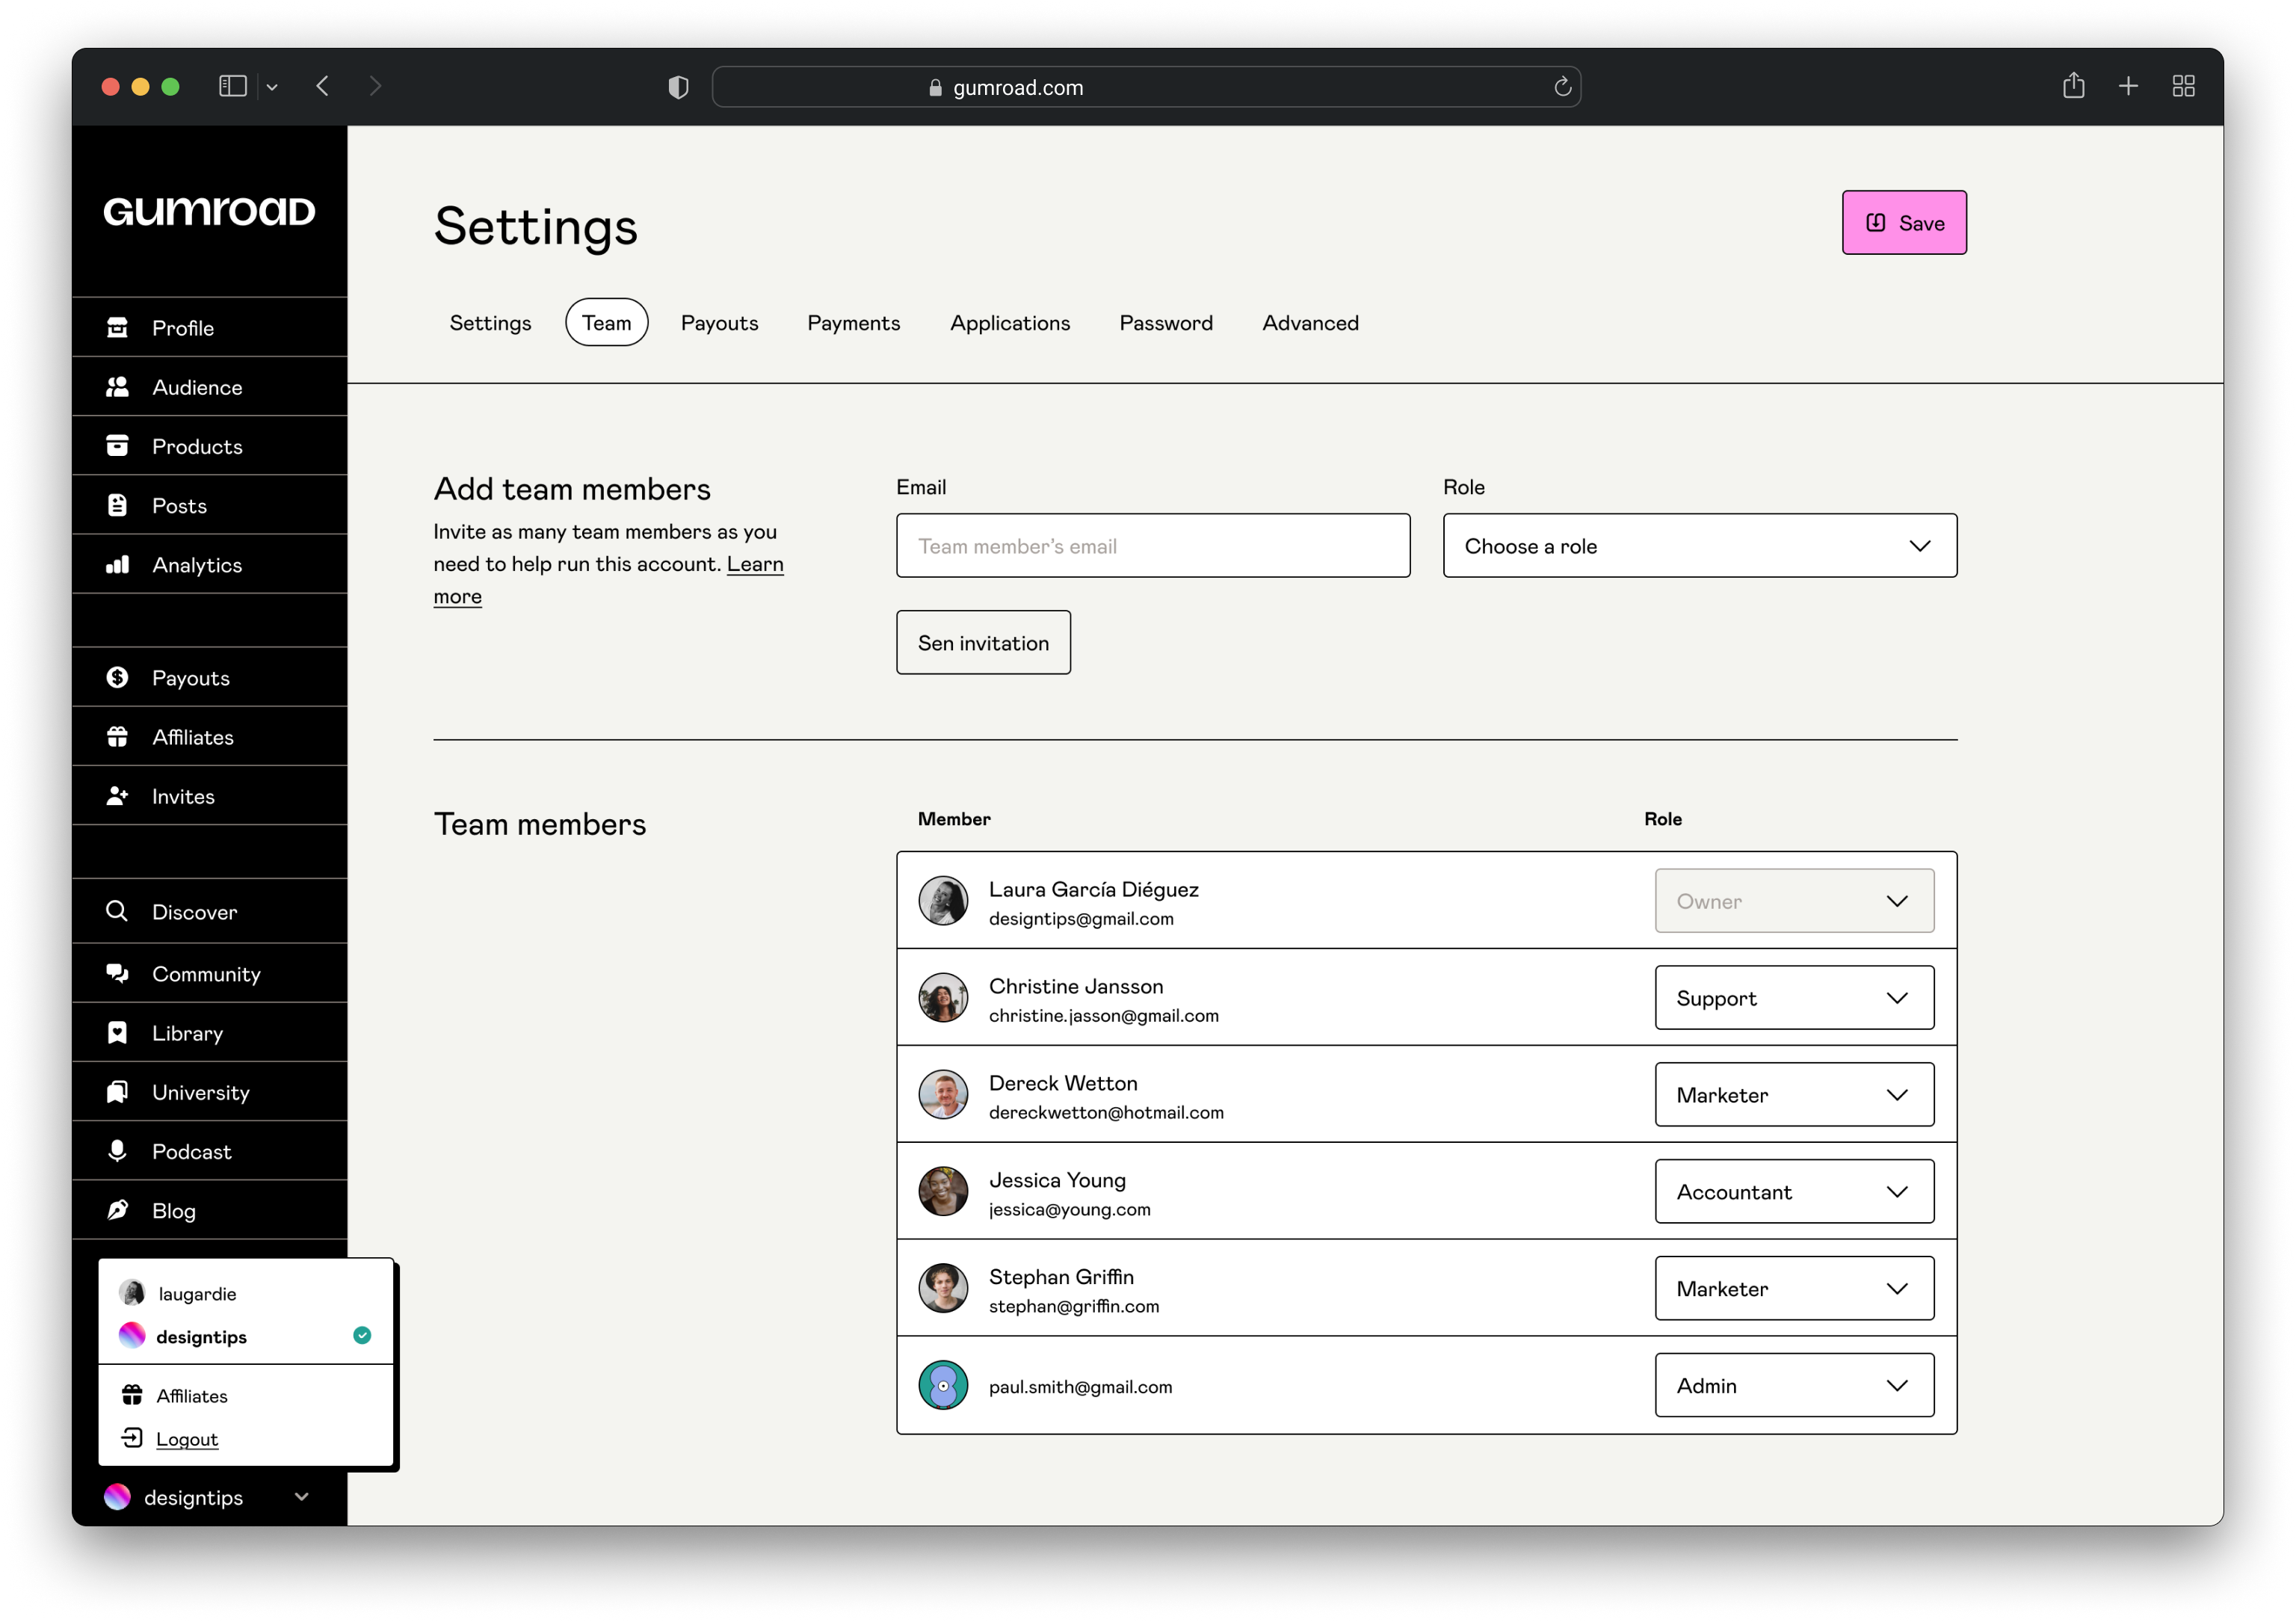 gumroad.com
GUMROAD
Profile
Audience
Products
Posts
Analytics
Payouts
Affiliates
Invites
Discover
Community
Library
University
Podcast
Blog
laugardie
designtips
Affiliates
Logout
designtips
Settings
Save
Settings
Team
Payouts
Payments
Applications
Password
Advanced
Add team members
Invite as many team members as you
need to help run this account. Learn
more
Email
Team member’s email
Role
Choose a role
Sen invitation
Team members
Member
Role
Laura García Diéguez
designtips@gmail.com
Owner
Christine Jansson
christine.jasson@gmail.com
Support
Dereck Wetton
dereckwetton@hotmail.com
Marketer
Jessica Young
jessica@young.com
Accountant
Stephan Griffin
stephan@griffin.com
Marketer
paul.smith@gmail.com
Admin